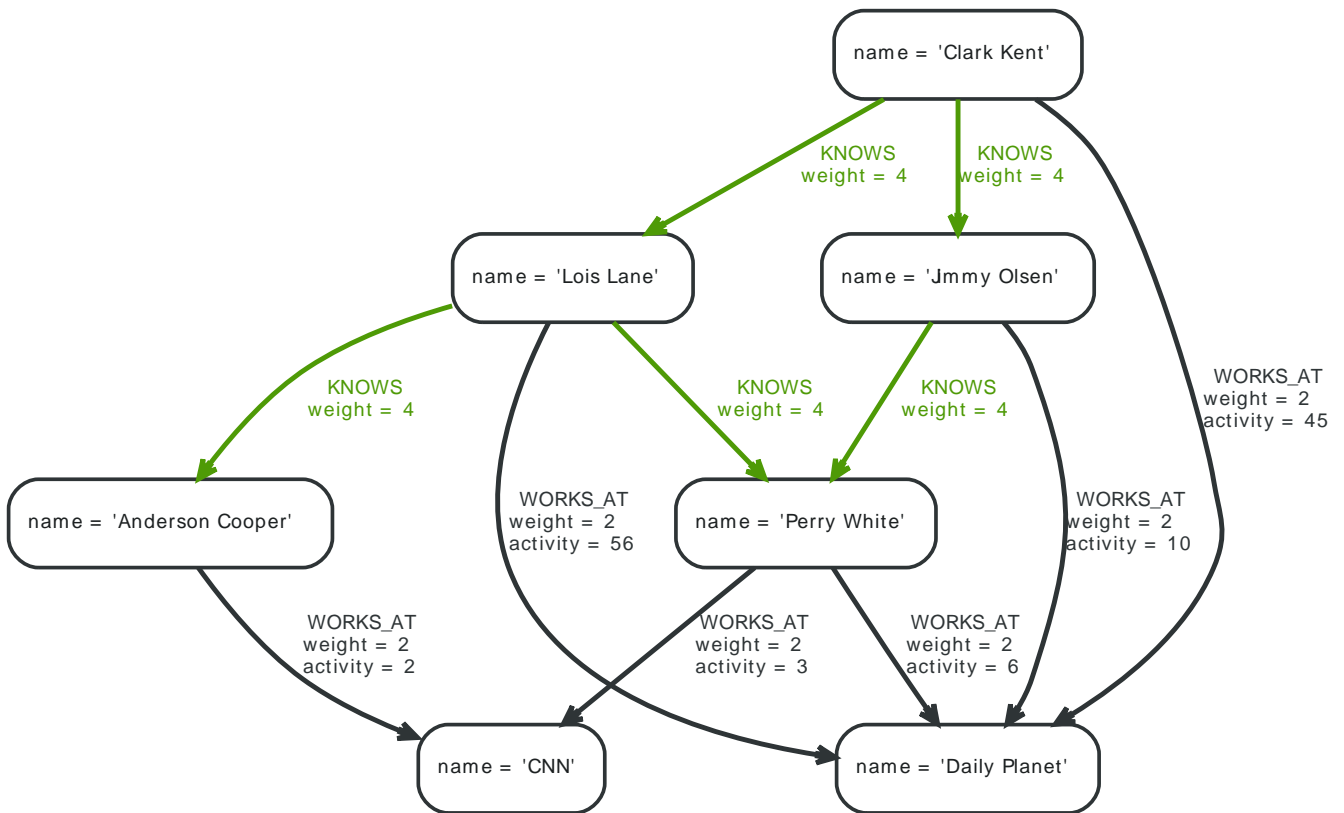 name = 'Clark Kent'
KNOWS
weight = 4
KNOWS
weight = 4
name = 'Lois Lane'
name = 'Jimmy Olsen'
KNOWS
weight = 4
KNOWS
weight = 4
KNOWS
weight = 4
WORKS_AT
weight = 2
activity = 45
name = 'Anderson Cooper'
WORKS_AT
weight = 2
activity = 56
name = 'Perry White'
WORKS_AT
weight = 2
activity = 10
WORKS_AT
weight = 2
activity = 2
WORKS_AT
weight = 2
activity = 3
WORKS_AT
weight = 2
activity = 6
name = 'CNN'
name = 'Daily Planet'